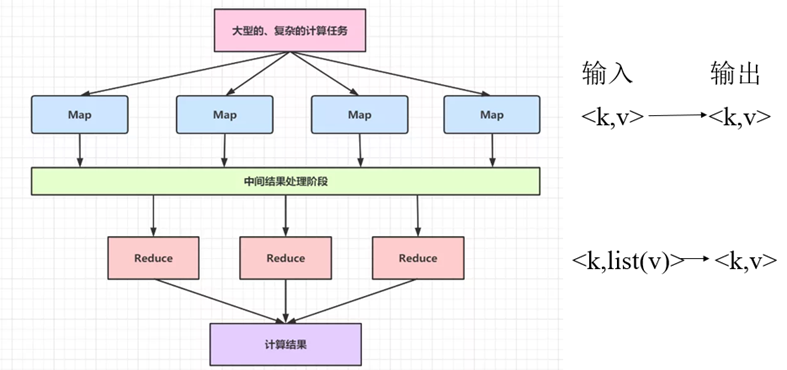 大型的、复杂的计算任务
输入 输出
Map Map Map Map
<k,v> <k,v>
中间结果处理阶段
Reduce Reduce Reduce
<k,list(v)> <k,v>
计算结果